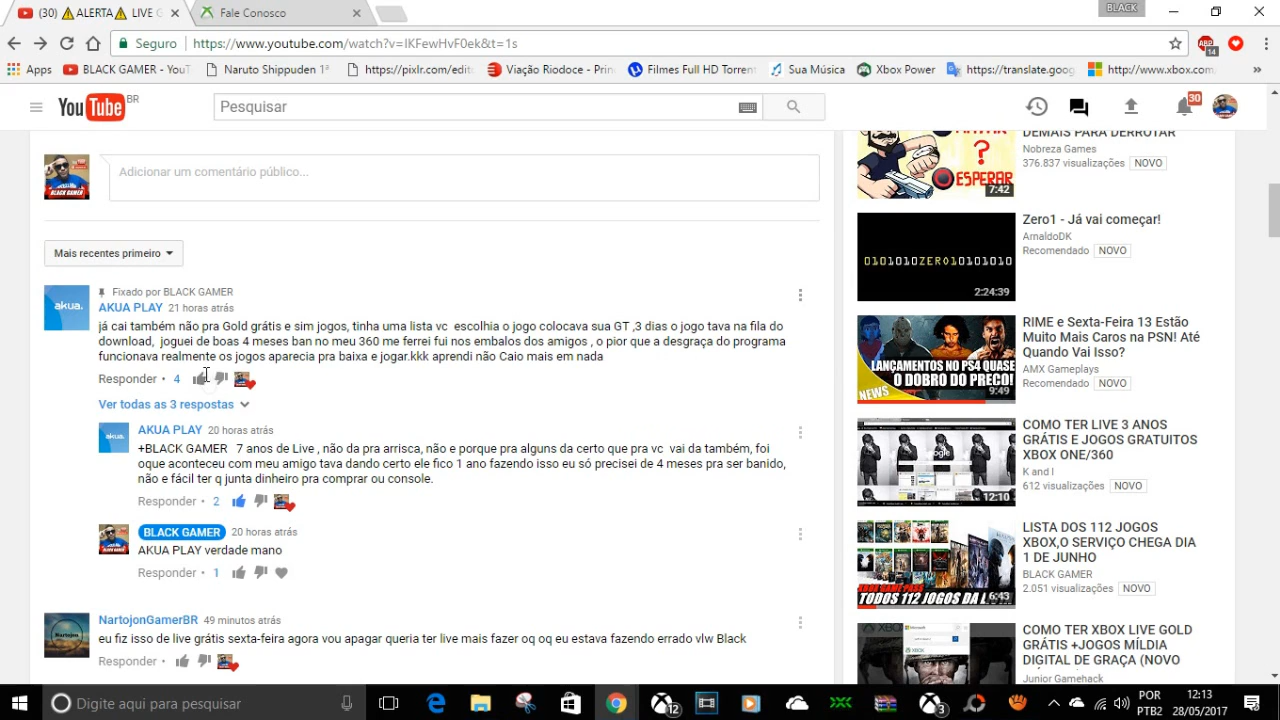 (30) ⚠ALERTA⚠ LIVE G
Fale Conosco
BLACK
Seguro
https://www.youtube.com/watch?v=IKFewHvF0ek&t=1s
ABP
14
Apps
BLACK GAMER - YouT
Naruto Shippuden 1ª
https://pixlr.com/edit
Viação Riodoce - Prin
Filmes Full HD Torren
Sua Música
Xbox Power
https://translate.goog
http://www.xbox.com
»
YouTube BR
Pesquisar
30
Adicionar um comentário público...
Mais recentes primeiro
Fixado por BLACK GAMER
akua.
AKUA PLAY 21 horas atrás
já cai também não pra Gold grátis e sim jogos, tinha uma lista vc escolhia o jogo colocava sua GT ,3 dias o jogo tava na fila do
download, joguei de boas 4 meses ban no meu 360 me ferrei fui nos embalos dos amigos , o pior que a desgraça do programa
funcionava realmente os jogos aparecia pra baixa e jogar.kkk aprendi não Caio mais em nada
Responder • 4
Ver todas as 3 respostas
akua.
AKUA PLAY 20 horas atrás
+BLACK GAMER 7 anos de Live , não da pra arrisca, não e porque pra alguns da certo que pra vc vai da também, foi
oque aconteceu com meu amigo tava dando certo ele fico 1 ano fazendo isso eu só precisei de 4 meses pra ser banido,
não e fácil ter q junta dinheiro pra comprar ou console.
Responder • 2
BLACK GAMER 20 horas atrás
AKUA PLAY verdade mano
Responder • 1
NartojonGamerBR 49 minutos atrás
eu fiz isso de live grátis sexta-feira agora vou apagar queria ter live mais fazer oq oq eu estava fazendo errado vlw Black
Responder •
DEMAIS PARA DERROTAR
Nobreza Games
376.837 visualizações NOVO
?
ESPERAR
7:42
Zero1 - Já vai começar!
ArnaldoDK
Recomendado NOVO
0101010ZERO10101010
2:24:39
RIME e Sexta-Feira 13 Estão
Muito Mais Caros na PSN! Até
Quando Vai Isso?
AMX Gameplays
Recomendado NOVO
LANÇAMENTOS NO PS4 QUASE
O DOBRO DO PREÇO!
NEWS
9:49
COMO TER LIVE 3 ANOS
GRÁTIS E JOGOS GRATUITOS
XBOX ONE/360
K and I
612 visualizações NOVO
12:10
LISTA DOS 112 JOGOS
XBOX,O SERVIÇO CHEGA DIA
1 DE JUNHO
BLACK GAMER
2.051 visualizações NOVO
TODOS 112 JOGOS DA
6:43
COMO TER XBOX LIVE GOLD
GRÁTIS +JOGOS MÍLDIA
DIGITAL DE GRAÇA (NOVO
Junior Gamehack
Digite aqui para pesquisar
12
3
POR
PTB2
12:13
28/05/2017